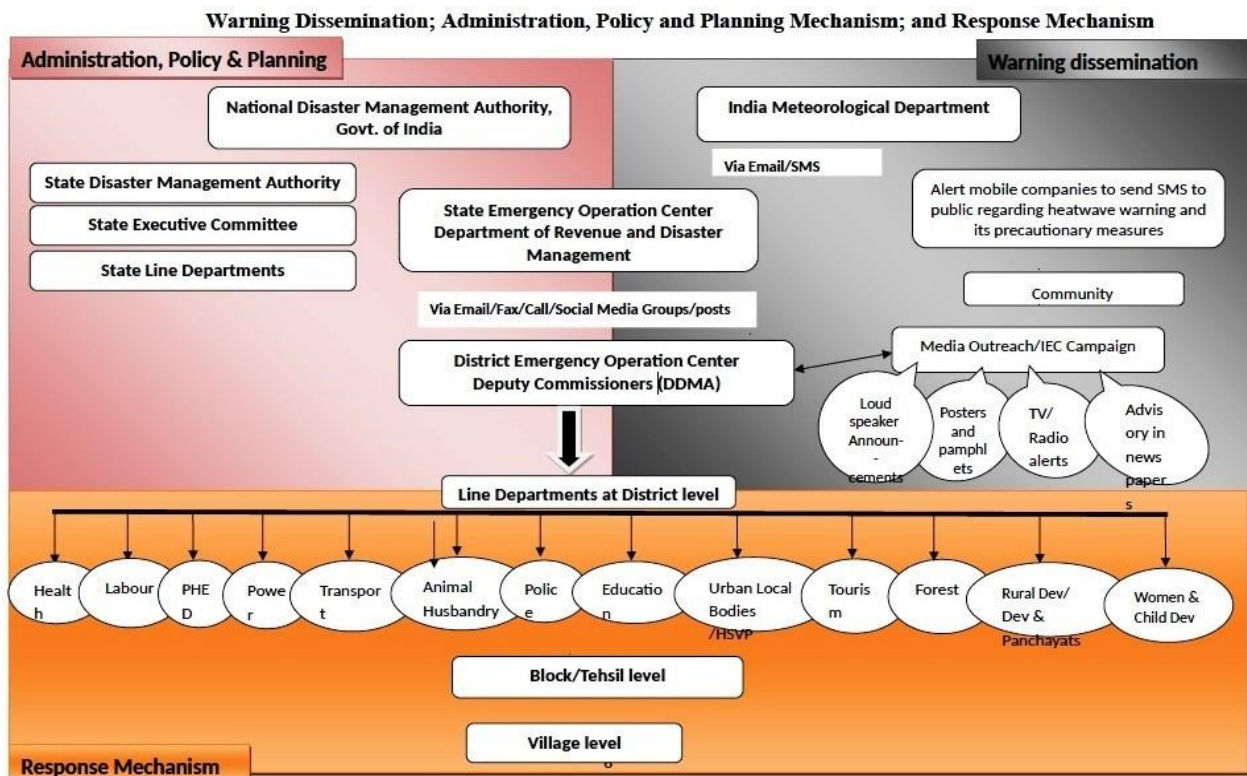 Warning Dissemination; Administration, Policy and Planning Mechanism; and Response Mechanism
Administration, Policy & Planning
Warning dissemination
National Disaster Management Authority,
Govt. of India
India Meteorological Department
Via Email/SMS
State Disaster Management Authority
State Executive Committee
State Line Departments
State Emergency Operation Center
Department of Revenue and Disaster
Management
Alert mobile companies to send SMS to
public regarding heatwave warning and
its precautionary measures
Community
Via Email/Fax/Call/Social Media Groups/posts
District Emergency Operation Center
Deputy Commissioners (DDMA)
Media Outreach/IEC Campaign
Loud
speaker
Announ-
-
cements
Posters
and
pamphl
ets
TV/
Radio
alerts
Advis
ory in
news
paper
s
Line Departments at District level
Healt
h
Labour
PHE
D
Powe
r
Transpor
t
Animal
Husbandry
Polic
e
Educatio
n
Urban Local
Bodies
/HSVP
Touris
m
Forest
Rural Dev/
Dev &
Panchayats
Women &
Child Dev
Block/Tehsil level
Village level
Response Mechanism